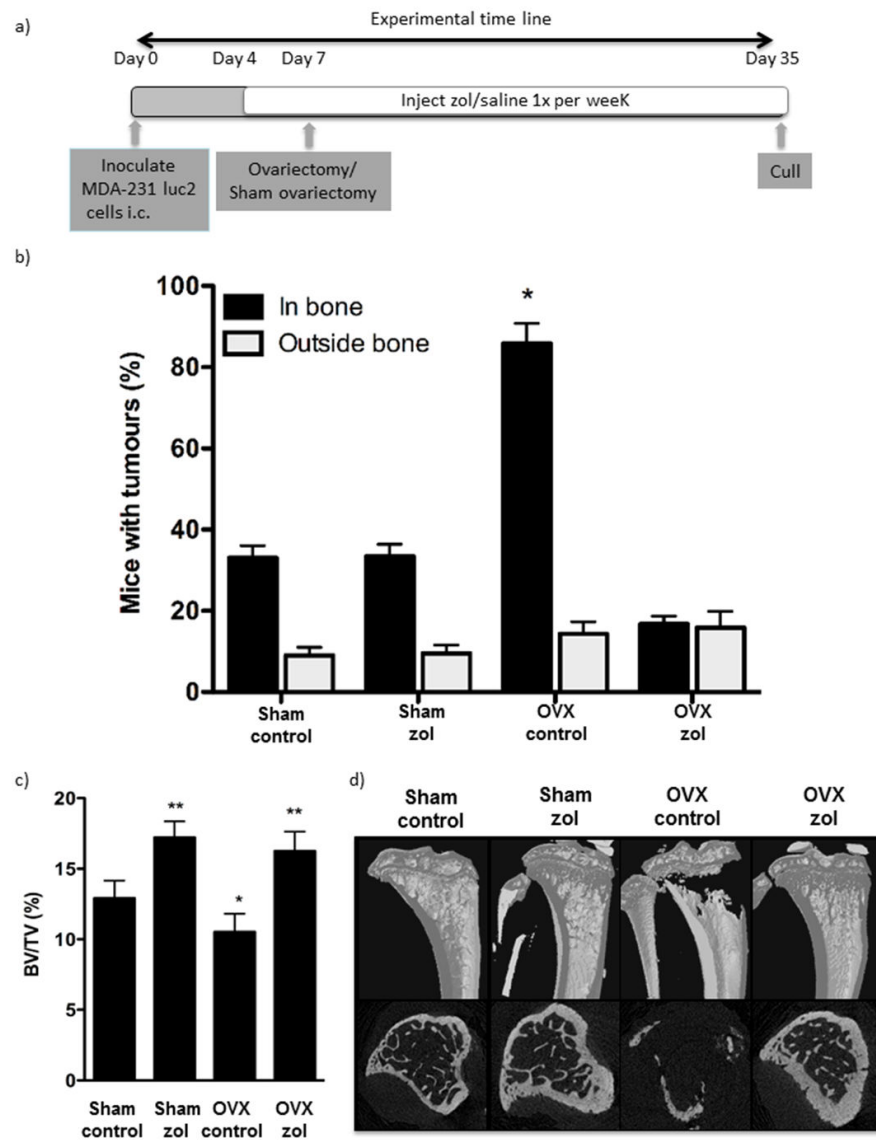 a)
Experimental time line
Day 0 Day 4 Day 7 Day 35
Inject zol/saline 1x per weeK
Inoculate
MDA-231 luc2
cells i.c.
Ovariectomy/
Sham ovariectomy
Cull
b)
Mice with tumours (%)
100
80
60
40
20
0
In bone
Outside bone
*
Sham
control
Sham
zol
OVX
control
OVX
zol
c)
BV/TV (%)
20
15
10
5
0
**
*
**
Sham
control
Sham
zol
OVX
control
OVX
zol
d)
Sham
control
Sham
zol
OVX
control
OVX
zol